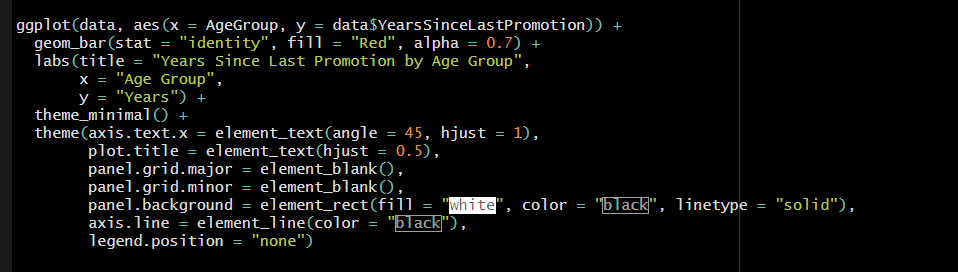 ggplot(data, aes(x = AgeGroup, y = data$YearsSinceLastPromotion)) +
  geom_bar(stat = "identity", fill = "Red", alpha = 0.7) +
  labs(title = "Years Since Last Promotion by Age Group",
       x = "Age Group",
       y = "Years") +
  theme_minimal() +
  theme(axis.text.x = element_text(angle = 45, hjust = 1),
        plot.title = element_text(hjust = 0.5),
        panel.grid.major = element_blank(),
        panel.grid.minor = element_blank(),
        panel.background = element_rect(fill = "white", color = "black", linetype = "solid"),
        axis.line = element_line(color = "black"),
        legend.position = "none")